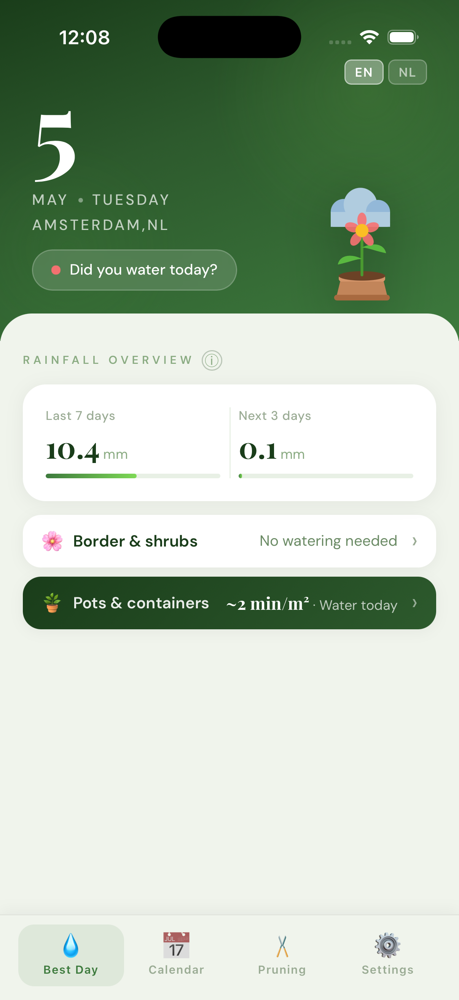 12:08
EN NL
5
MAY • TUESDAY
AMSTERDAM,NL
Did you water today?
RAINFALL OVERVIEW ⓘ
Last 7 days
10.4 mm
Next 3 days
0.1 mm
Border & shrubs No watering needed ›
Pots & containers ~2 min/m² · Water today ›
JUL
17
Best Day Calendar Pruning Settings